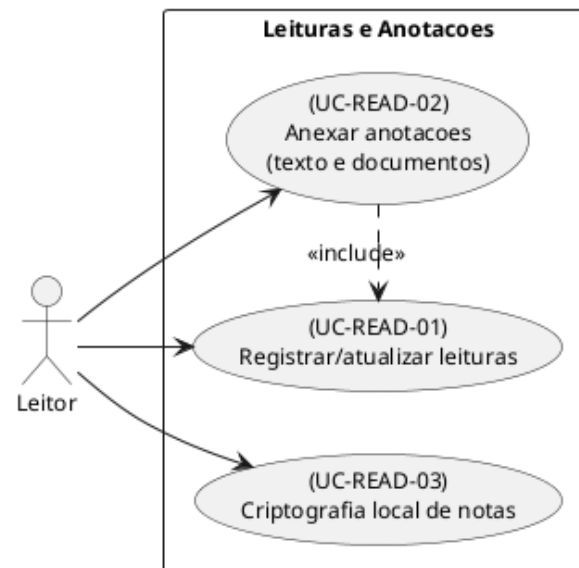 Leituras e Anotacoes
(UC-READ-02)
Anexar anotacoes
(texto e documentos)
«include»
(UC-READ-01)
Registrar/atualizar leituras
Leitor
(UC-READ-03)
Criptografia local de notas